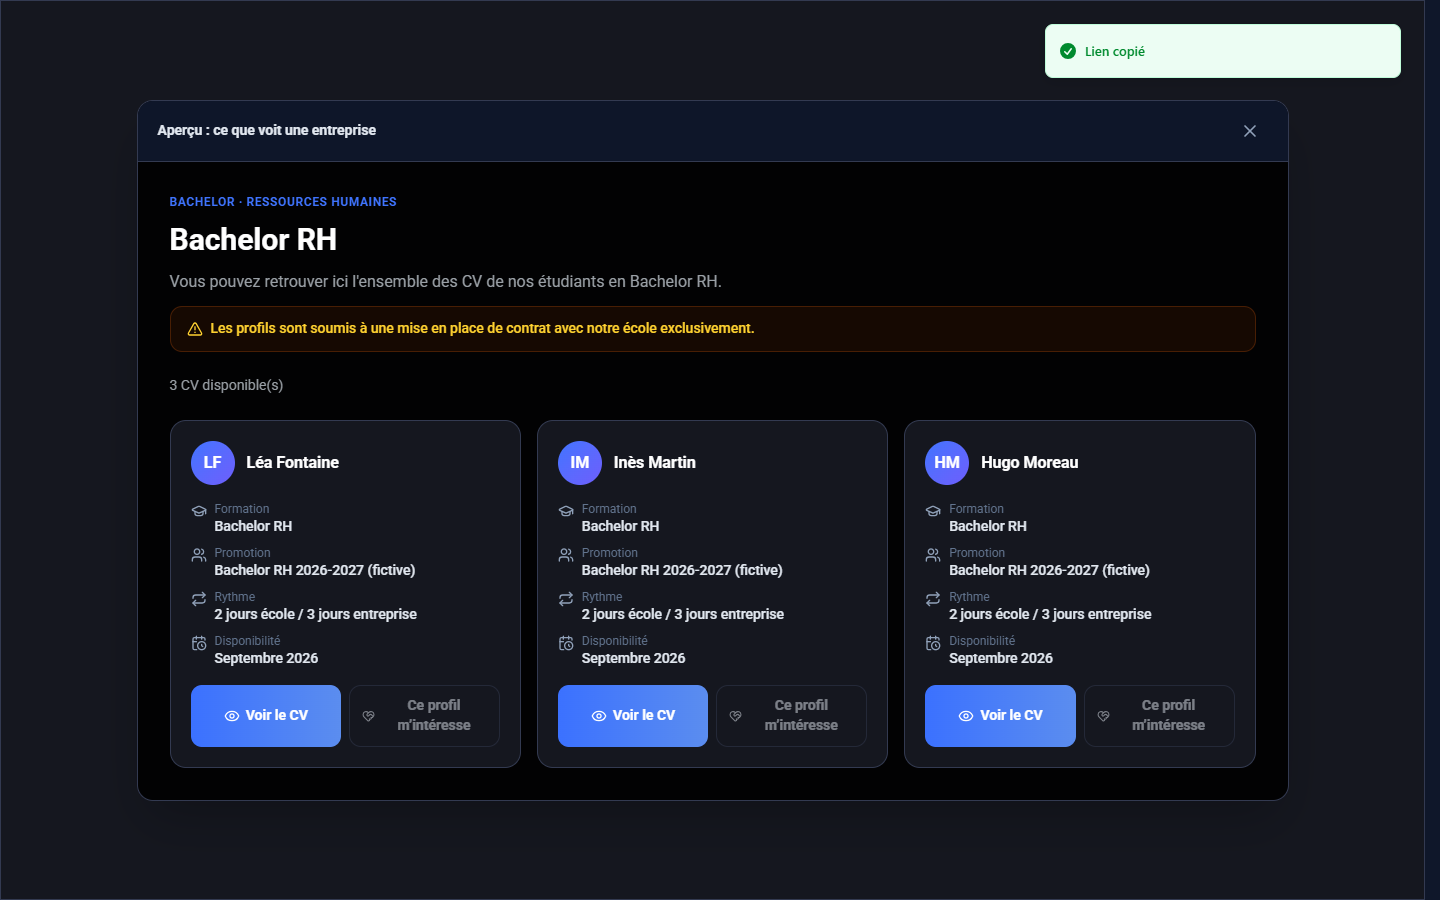 Lien copié
Aperçu : ce que voit une entreprise
BACHELOR · RESSOURCES HUMAINES
Bachelor RH
Vous pouvez retrouver ici l'ensemble des CV de nos étudiants en Bachelor RH.
Les profils sont soumis à une mise en place de contrat avec notre école exclusivement.
3 CV disponible(s)
LF
Léa Fontaine
Formation
Bachelor RH
Promotion
Bachelor RH 2026-2027 (fictive)
Rythme
2 jours école / 3 jours entreprise
Disponibilité
Septembre 2026
Voir le CV
Ce profil
m’intéresse
IM
Inès Martin
Formation
Bachelor RH
Promotion
Bachelor RH 2026-2027 (fictive)
Rythme
2 jours école / 3 jours entreprise
Disponibilité
Septembre 2026
Voir le CV
Ce profil
m’intéresse
HM
Hugo Moreau
Formation
Bachelor RH
Promotion
Bachelor RH 2026-2027 (fictive)
Rythme
2 jours école / 3 jours entreprise
Disponibilité
Septembre 2026
Voir le CV
Ce profil
m’intéresse